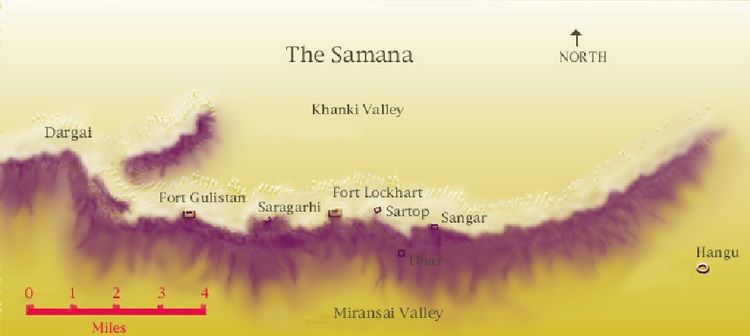 The Samana
NORTH
Khanki Valley
Dargai
Fort Gulistan
Saragarhi
Fort Lockhart
Sartop
Sangar
Dhar
Hangu
0 1 2 3 4
Miles
Miransai Valley